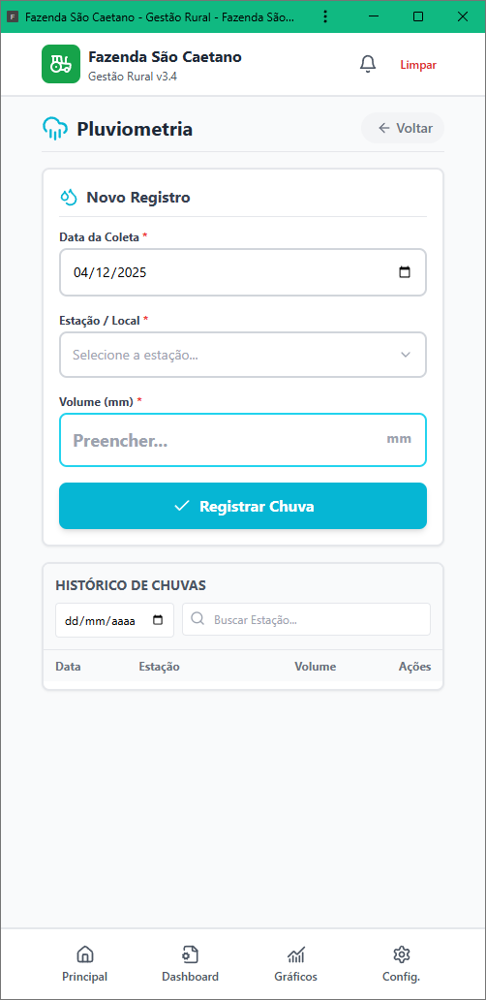 F Fazenda São Caetano - Gestão Rural - Fazenda São...
Fazenda São Caetano
Gestão Rural v3.4
Limpar
Pluviometria
Voltar
Novo Registro
Data da Coleta *
04/12/2025
Estação / Local *
Selecione a estação...
Volume (mm) *
Preencher... mm
Registrar Chuva
HISTÓRICO DE CHUVAS
dd/mm/aaaa Buscar Estação...
Data Estação Volume Ações
Principal Dashboard Gráficos Config.